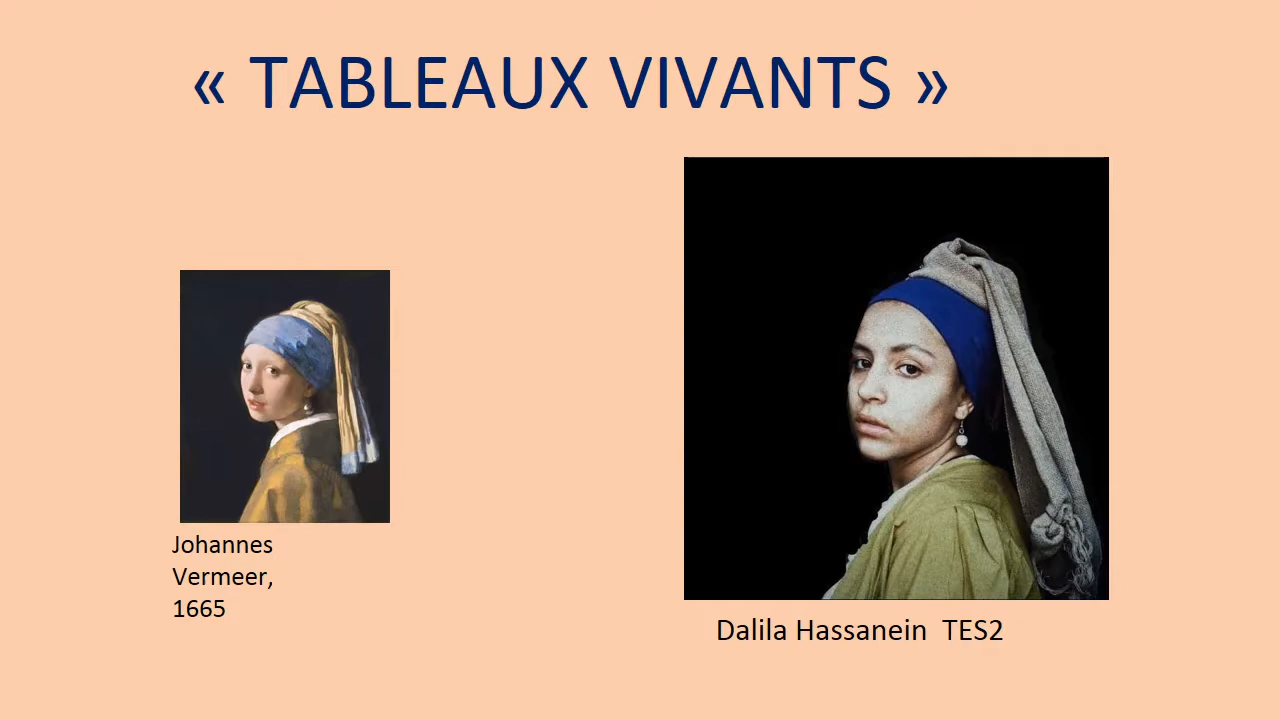 « TABLEAUX VIVANTS »
Johannes
Vermeer,
1665
Dalila Hassanein  TES2